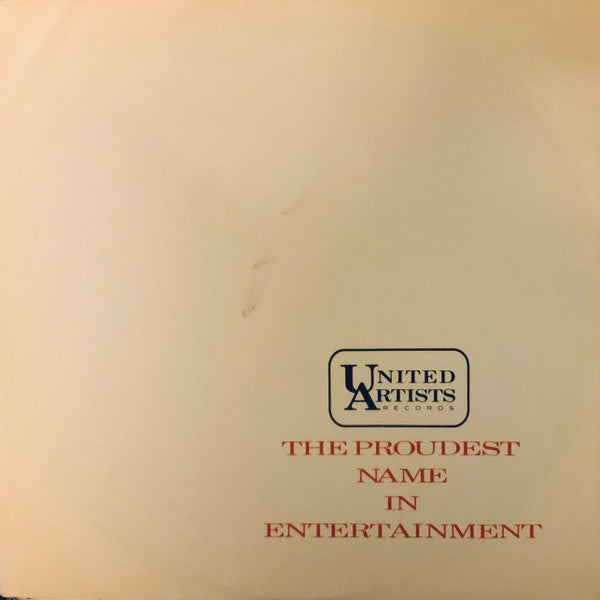 UNITED
ARTISTS
RECORDS
THE PROUDEST
NAME
IN
ENTERTAINMENT